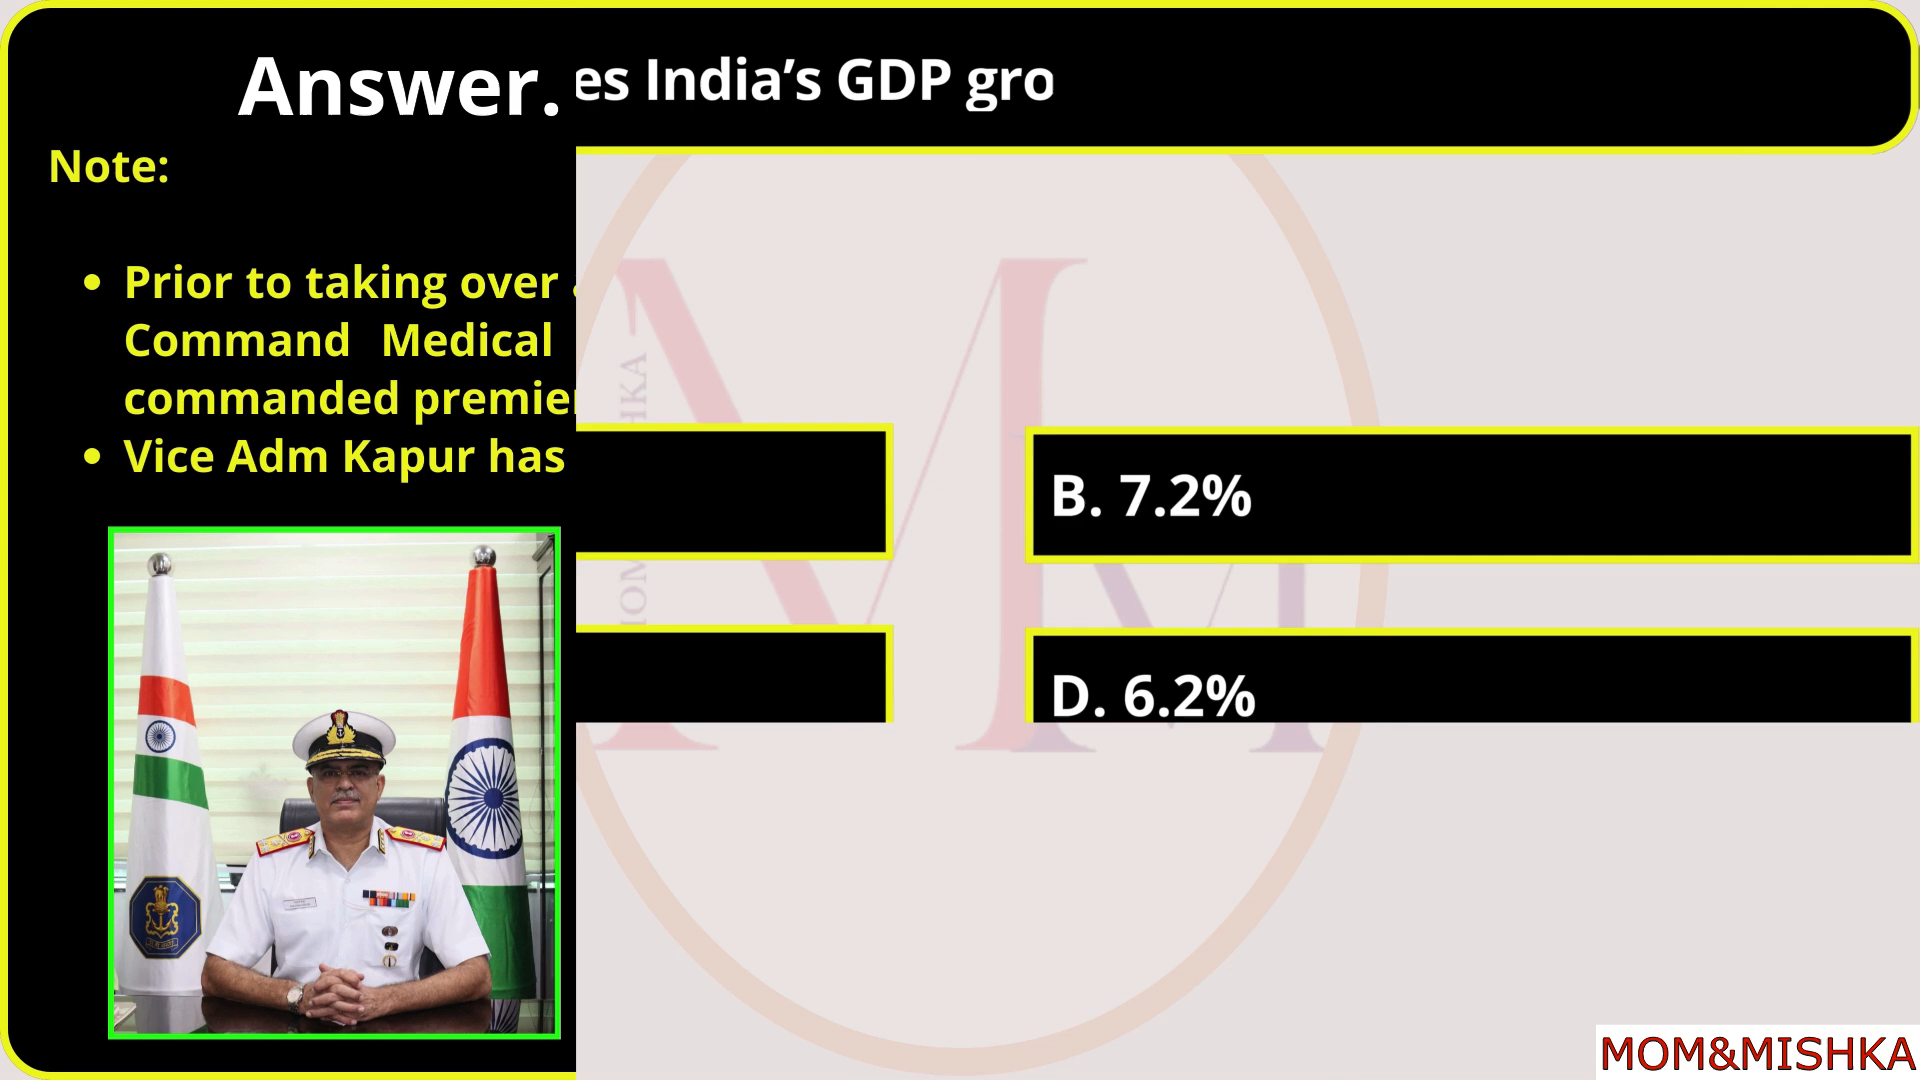 Answer.
es India’s GDP gro
Note:
• Prior to taking over
Command Medical
commanded premier
• Vice Adm Kapur has
B. 7.2%
D. 6.2%
MOM&MISHKA